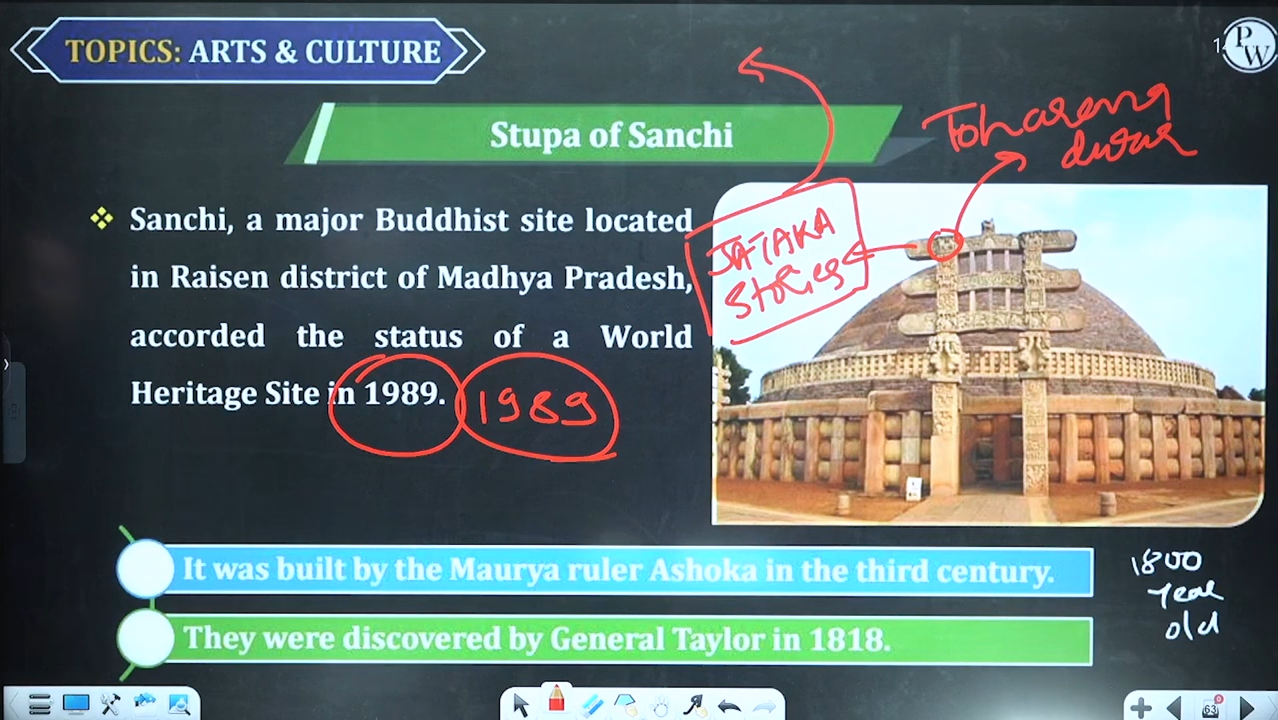 TOPICS: ARTS & CULTURE
PW
Stupa of Sanchi
Sanchi, a major Buddhist site located
in Raisen district of Madhya Pradesh,
accorded the status of a World
Heritage Site in 1989.
1989
JATAKA
Stories
It was built by the Maurya ruler Ashoka in the third century.
They were discovered by General Taylor in 1818.
1800
Year
old
63